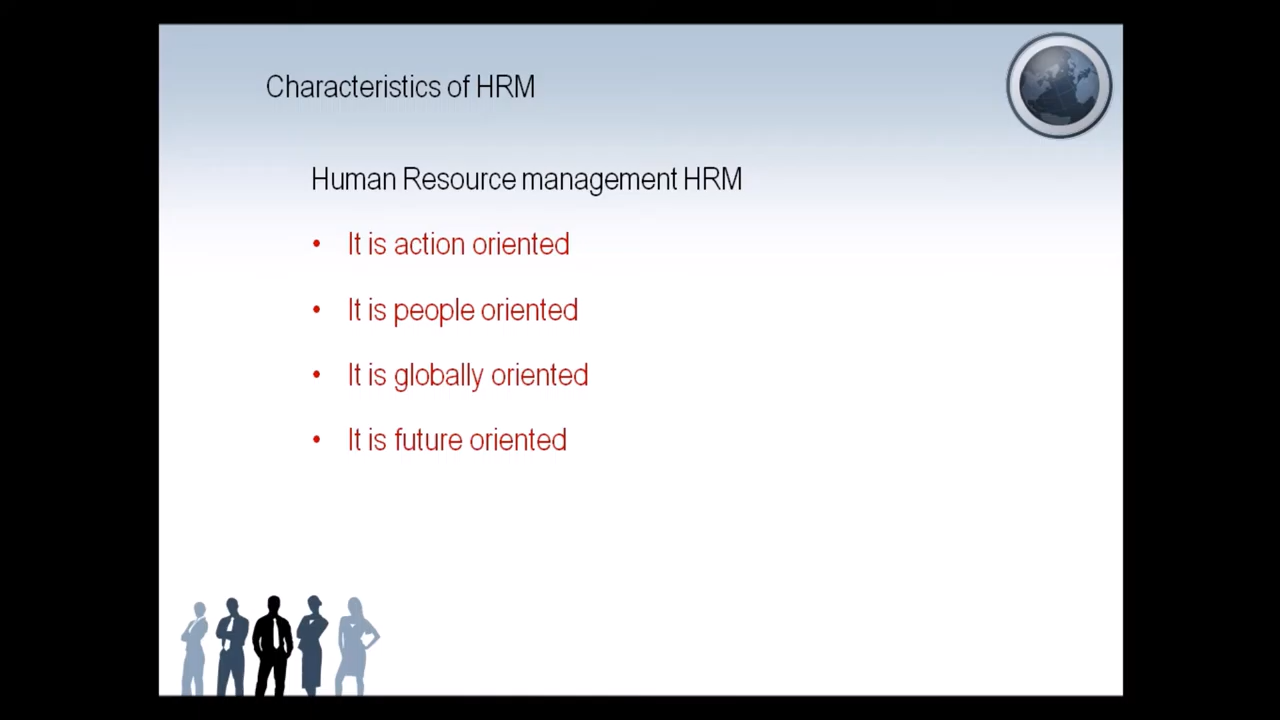 Characteristics of HRM
Human Resource management HRM
• It is action oriented
• It is people oriented
• It is globally oriented
• It is future oriented